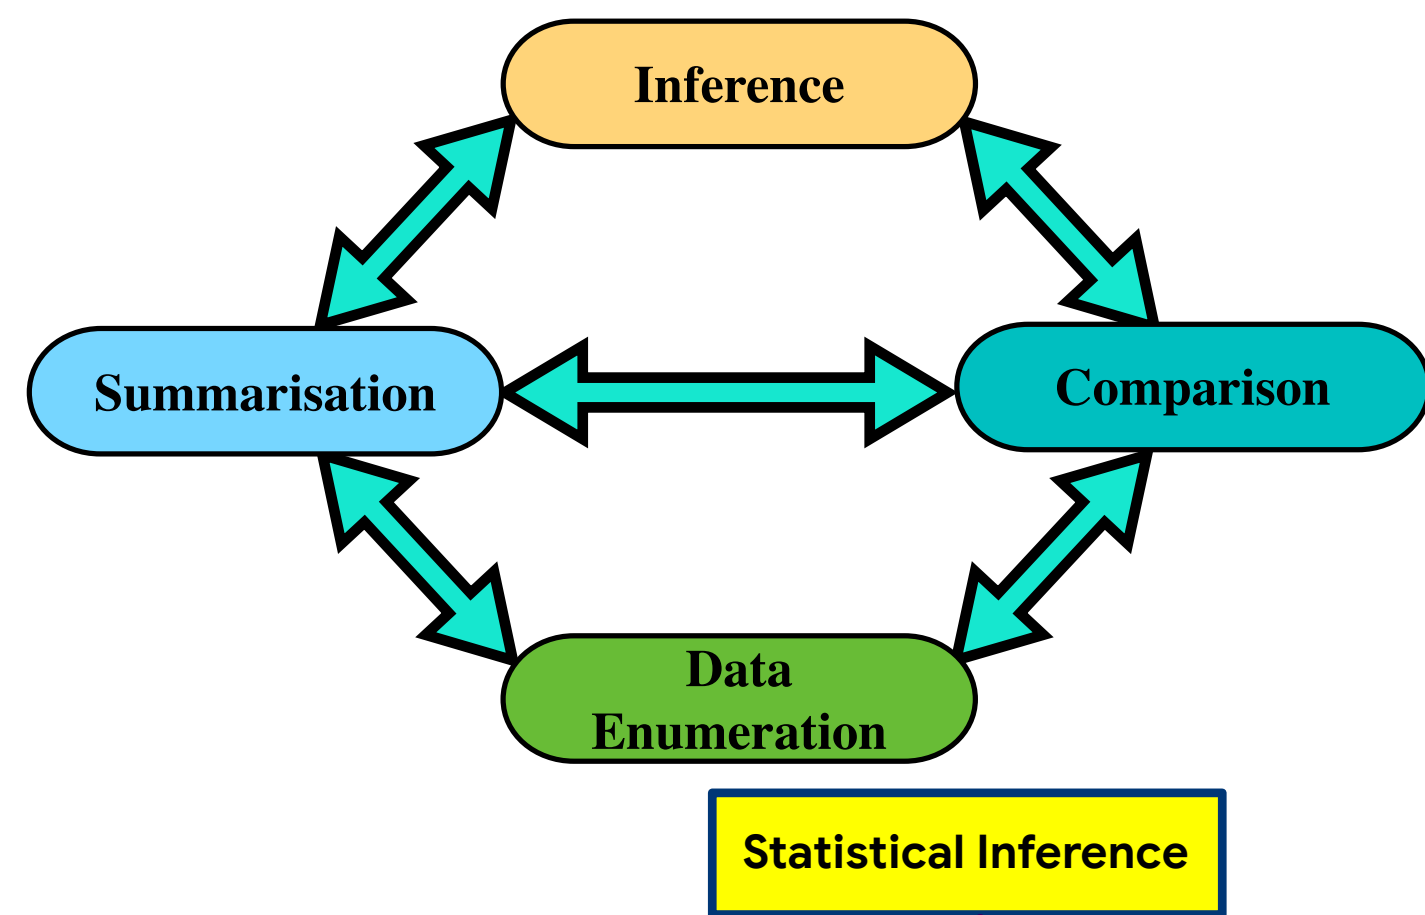 Inference
Summarisation
Comparison
Data
Enumeration
Statistical Inference